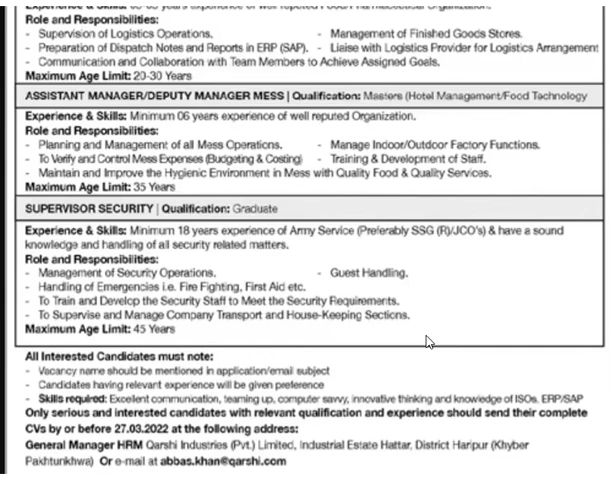 Role and Responsibilities:
- Supervision of Logistics Operations. - Management of Finished Goods Stores.
- Preparation of Dispatch Notes and Reports in ERP (SAP). - Liaise with Logistics Provider for Logistics Arrangement
- Communication and Collaboration with Team Members to Achieve Assigned Goals.
Maximum Age Limit: 20-30 Years
ASSISTANT MANAGER/DEPUTY MANAGER MESS | Qualification: Masters (Hotel Management/Food Technology
Experience & Skills: Minimum 06 years experience of well reputed Organization.
Role and Responsibilities:
- Planning and Management of all Mess Operations. - Manage Indoor/Outdoor Factory Functions.
- To Verify and Control Mess Expenses (Budgeting & Costing) - Training & Development of Staff.
- Maintain and Improve the Hygienic Environment in Mess with Quality Food & Quality Services.
Maximum Age Limit: 35 Years
SUPERVISOR SECURITY | Qualification: Graduate
Experience & Skills: Minimum 18 years experience of Army Service (Preferably SSG (R)/JCO's) & have a sound
knowledge and handling of all security related matters.
Role and Responsibilities:
- Management of Security Operations. - Guest Handling.
- Handling of Emergencies i.e. Fire Fighting, First Aid etc.
- To Train and Develop the Security Staff to Meet the Security Requirements.
- To Supervise and Manage Company Transport and House-Keeping Sections.
Maximum Age Limit: 45 Years
All Interested Candidates must note:
- Vacancy name should be mentioned in application/email subject
- Candidates having relevant experience will be given preference
- Skills required: Excellent communication, teaming up, computer savvy, innovative thinking and knowledge of ISOs, ERP/SAP
Only serious and interested candidates with relevant qualification and experience should send their complete
CVs by or before 27.03.2022 at the following address:
General Manager HRM Qarshi Industries (Pvt.) Limited, Industrial Estate Hattar, District Haripur (Khyber
Pakhtunkhwa) Or e-mail at abbas.khan@qarshi.com